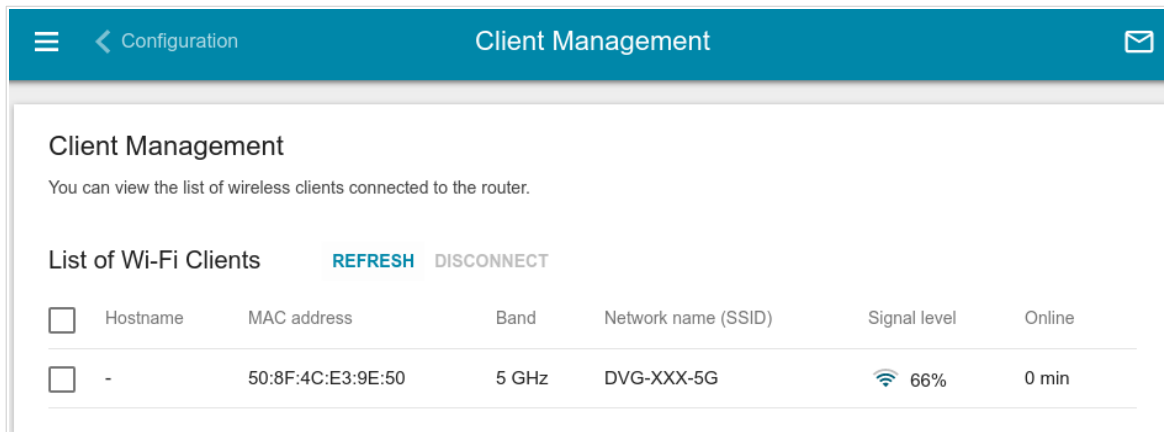 Configuration Client Management
Client Management
You can view the list of wireless clients connected to the router.
List of Wi-Fi Clients REFRESH DISCONNECT
Hostname MAC address Band Network name (SSID) Signal level Online
- 50:8F:4C:E3:9E:50 5 GHz DVG-XXX-5G 66% 0 min